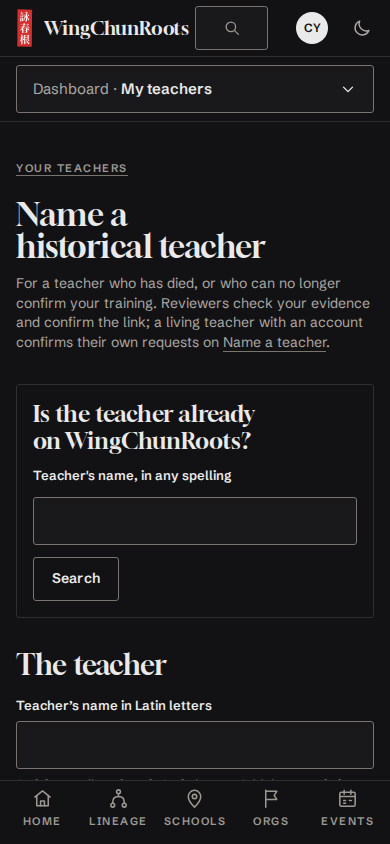 詠春根
WingChunRoots
CY
Dashboard · My teachers
YOUR TEACHERS
Name a
historical teacher
For a teacher who has died, or who can no longer
confirm your training. Reviewers check your evidence
and confirm the link; a living teacher with an account
confirms their own requests on Name a teacher.
Is the teacher already
on WingChunRoots?
Teacher's name, in any spelling
Search
The teacher
Teacher’s name in Latin letters
HOME
LINEAGE
SCHOOLS
ORGS
EVENTS